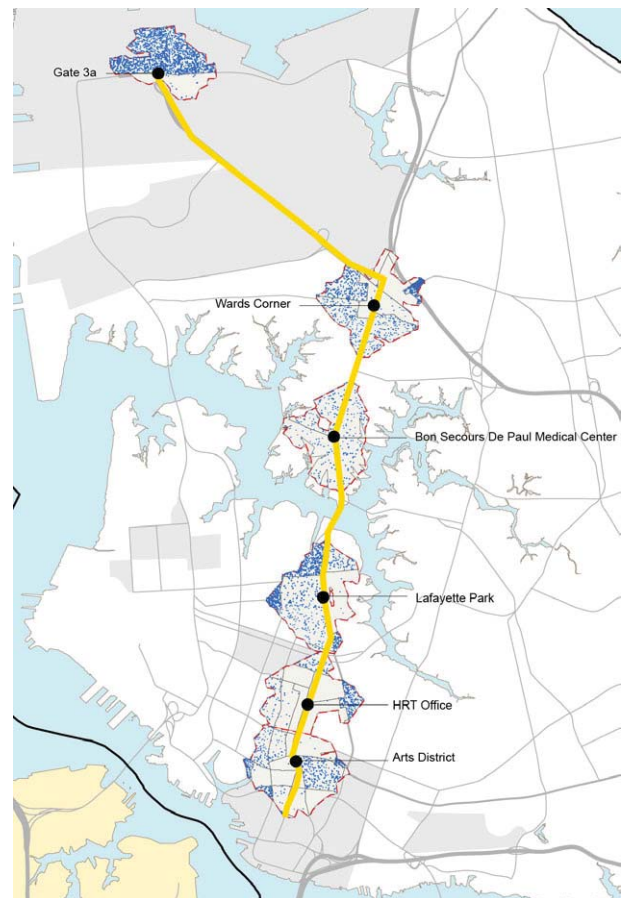 Gate 3a
Wards Corner
Bon Secours De Paul Medical Center
Lafayette Park
HRT Office
Arts District